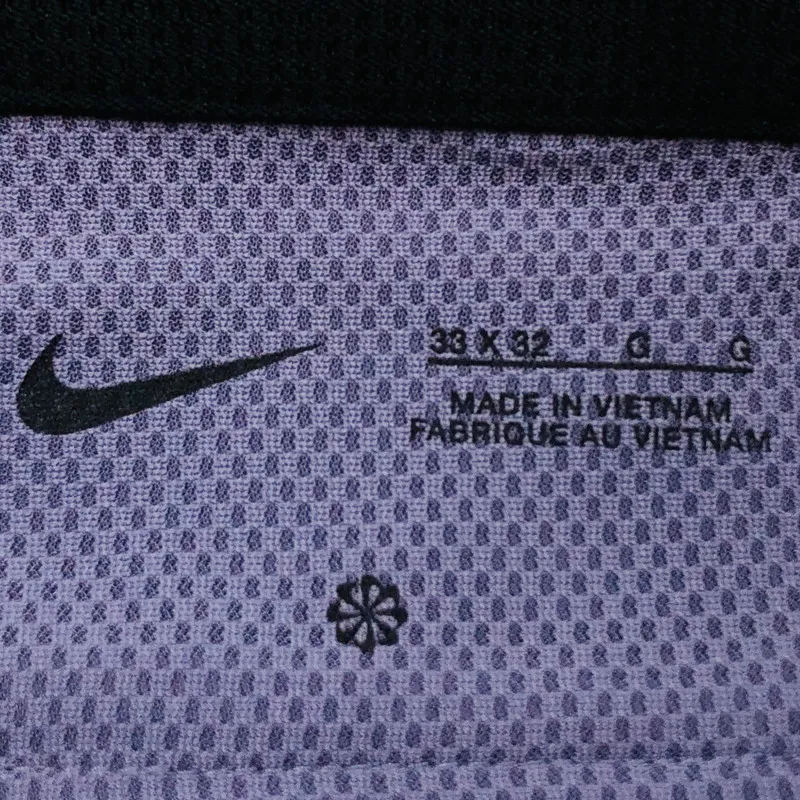 33 X 32 G G
MADE IN VIETNAM
FABRIQUE AU VIETNAM